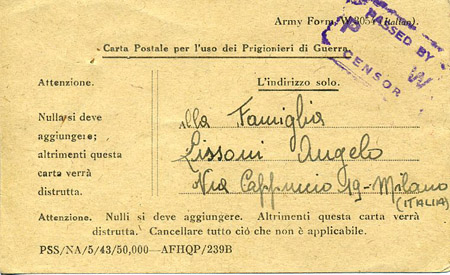 Army Form W 3054 (Italian).
PASSED BY
P W
CENSOR
Carta Postale per l'uso dei Prigionieri di Guerra.
Attenzione.
L'indirizzo solo.
Nulla si deve
aggiungere;
altrimenti questa
carta verrà
distrutta.
Alla Famiglia
Lissoni Angelo
Via Cappuccio 19 - Milano
(ITALIA)
Attenzione. Nulli si deve aggiungere. Altrimenti questa carta verrà
distrutta. Cancellare tutto ciò che non è applicabile.
PSS/NA/5/43/50,000—AFHQP/239B